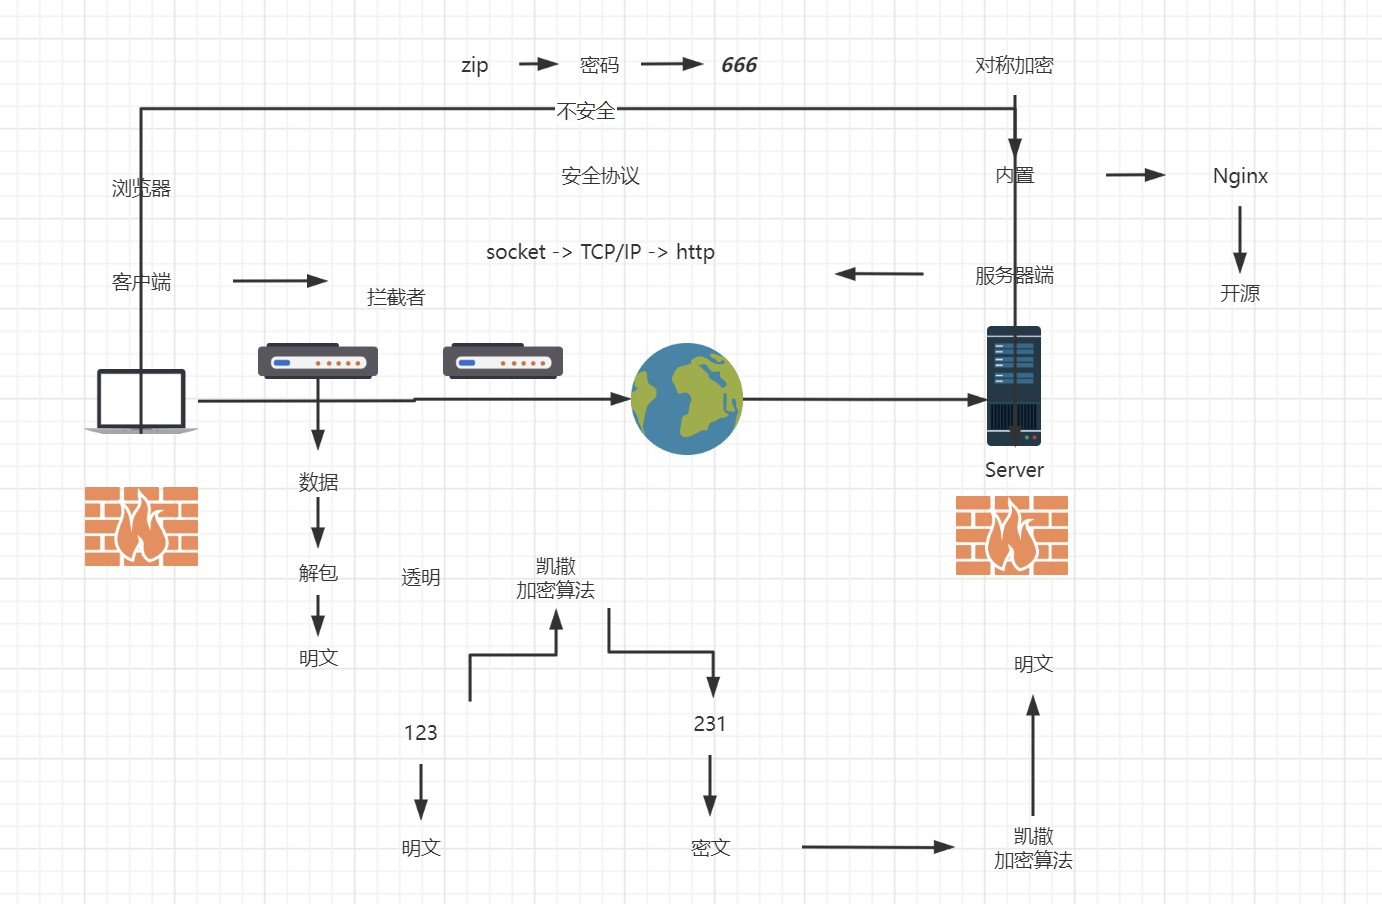 zip
密码
666
对称加密
不安全
浏览器
安全协议
内置
Nginx
socket -> TCP/IP -> http
客户端
拦截者
服务器端
开源
Server
数据
解包
透明
凯撒
加密算法
明文
123
231
明文
明文
密文
凯撒
加密算法